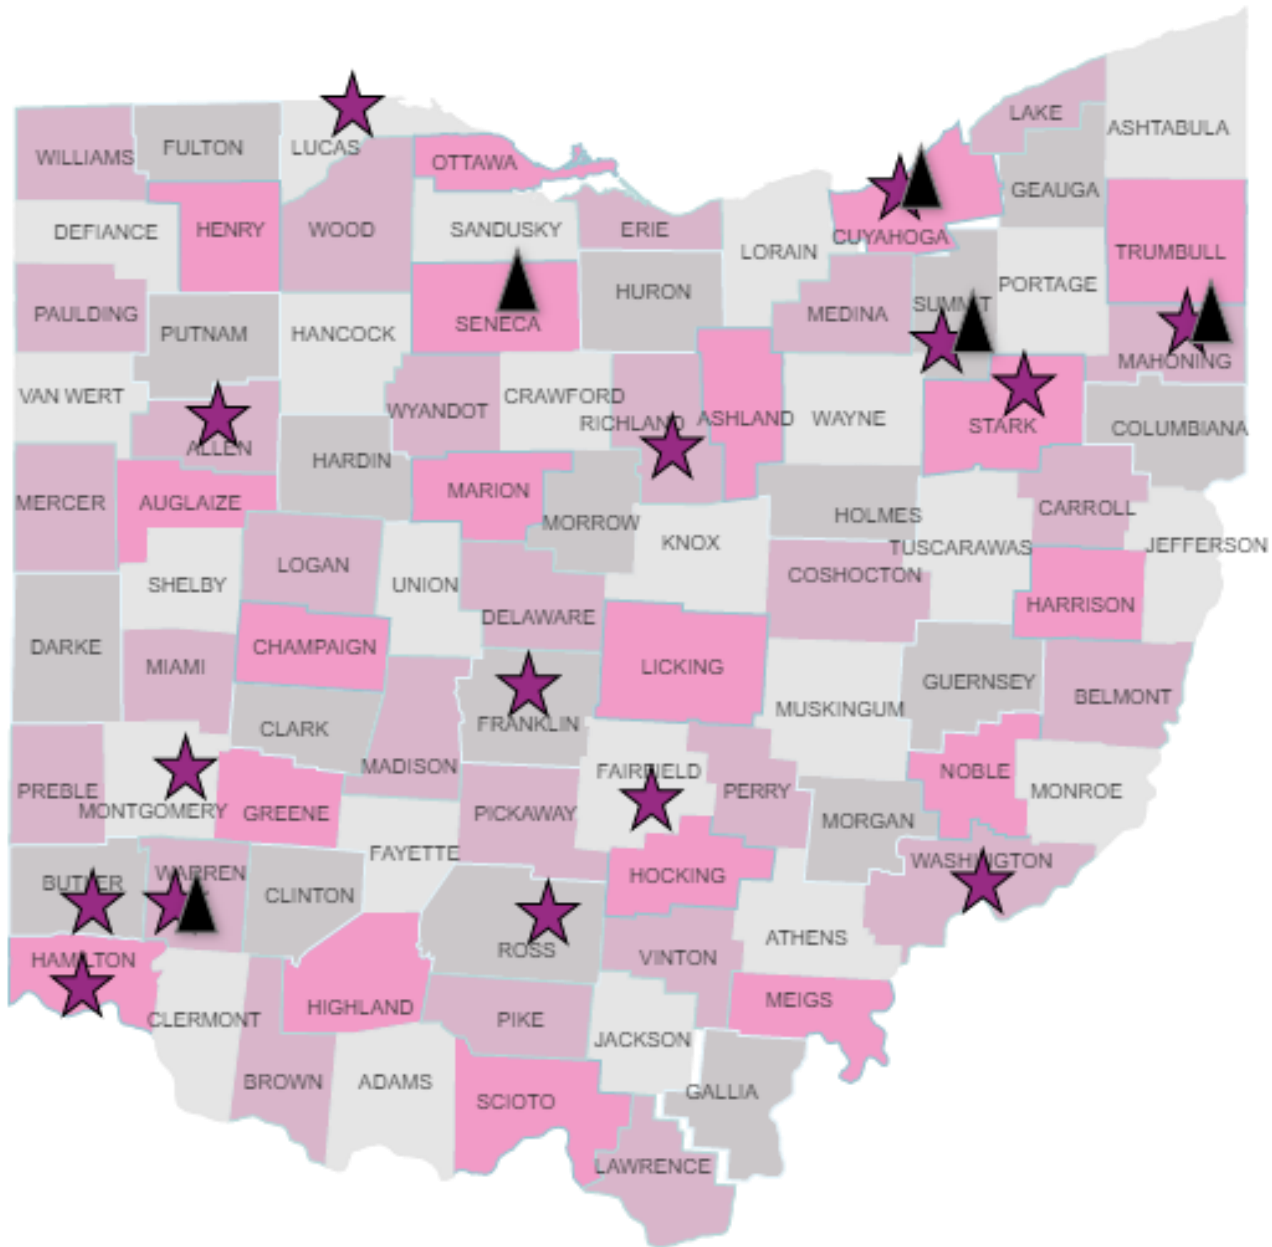 LAKE
ASHTABULA
WILLIAMS
FULTON
LUCAS
OTTAWA
GEAUGA
DEFIANCE
HENRY
WOOD
SANDUSKY
ERIE
LORAIN
CUYAHOGA
TRUMBULL
PAULDING
PUTNAM
HANCOCK
SENECA
HURON
MEDINA
SUMMIT
PORTAGE
MAHONING
VAN WERT
ALLEN
WYANDOT
CRAWFORD
RICHLAND
ASHLAND
WAYNE
STARK
COLUMBIANA
MERCER
AUGLAIZE
HARDIN
MARION
MORROW
KNOX
HOLMES
TUSCARAWAS
CARROLL
JEFFERSON
SHELBY
LOGAN
UNION
DELAWARE
COSHOCTON
HARRISON
DARKE
MIAMI
CHAMPAIGN
LICKING
MUSKINGUM
GUERNSEY
BELMONT
CLARK
MADISON
FRANKLIN
PREBLE
MONTGOMERY
GREENE
PICKAWAY
FAIRFIELD
PERRY
MORGAN
NOBLE
MONROE
BUTLER
WARREN
CLINTON
FAYETTE
HOCKING
WASHINGTON
HAMILTON
CLERMONT
HIGHLAND
ROSS
VINTON
ATHENS
BROWN
ADAMS
PIKE
JACKSON
MEIGS
SCIOTO
GALLIA
LAWRENCE